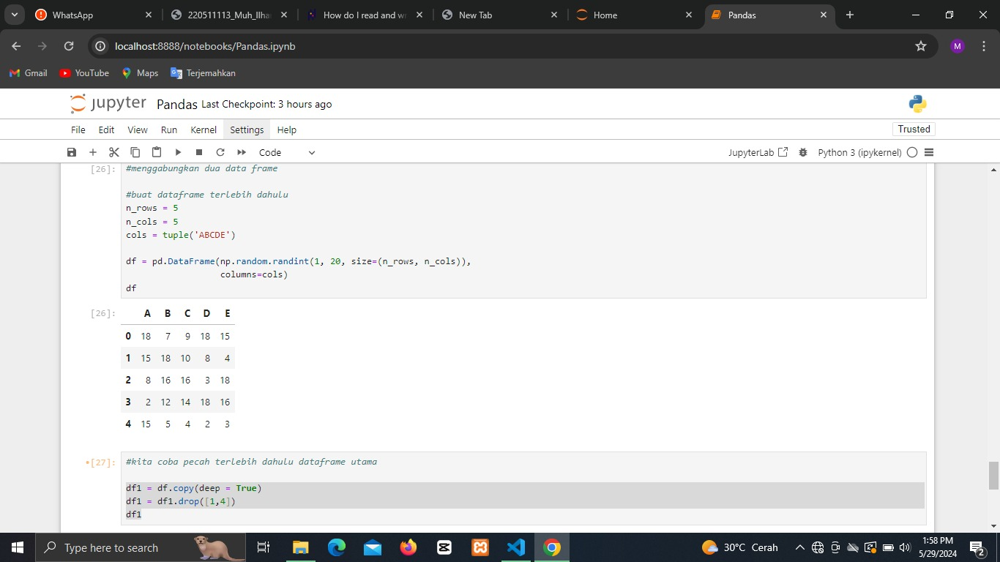 WhatsApp
220511113_Muh_Ilha
How do I read and wr
New Tab
Home
Pandas
localhost:8888/notebooks/Pandas.ipynb
M
Gmail
YouTube
Maps
Terjemahkan
jupyter Pandas Last Checkpoint: 3 hours ago
File Edit View Run Kernel Settings Help
Trusted
Code
JupyterLab
Python 3 (ipykernel)
[26]: #menggabungkan dua data frame
#buat dataframe terlebih dahulu
n_rows = 5
n_cols = 5
cols = tuple('ABCDE')
df = pd.DataFrame(np.random.randint(1, 20, size=(n_rows, n_cols)),
columns=cols)
df
[26]: A B C D E
0 18 7 9 18 15
1 15 18 10 8 4
2 8 16 16 3 18
3 2 12 14 18 16
4 15 5 4 2 3
•[27]: #kita coba pecah terlebih dahulu dataframe utama
df1 = df.copy(deep = True)
df1 = df1.drop([1,4])
df1
Type here to search
30°C Cerah
1:58 PM
5/29/2024
2